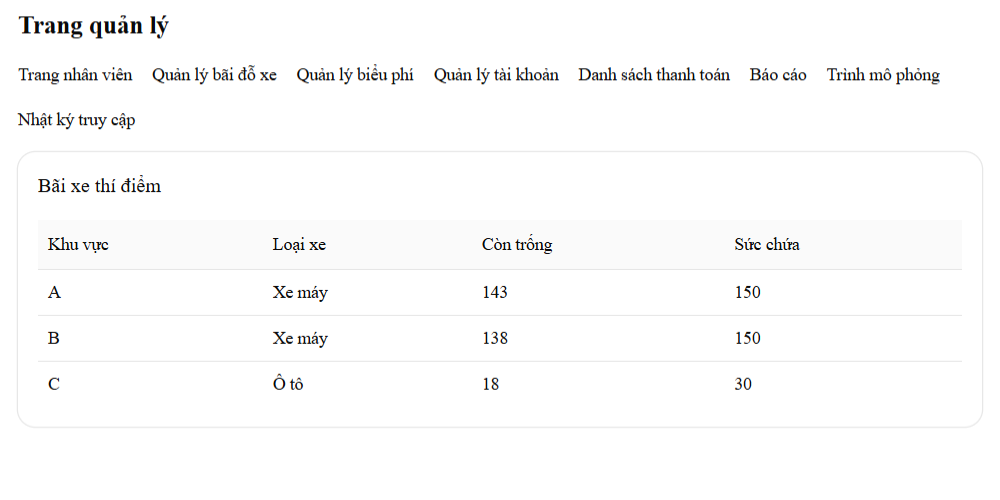 Trang quản lý
Trang nhân viên Quản lý bãi đỗ xe Quản lý biểu phí Quản lý tài khoản Danh sách thanh toán Báo cáo Trình mô phỏng
Nhật ký truy cập
Bãi xe thí điểm
Khu vực Loại xe Còn trống Sức chứa
A Xe máy 143 150
B Xe máy 138 150
C Ô tô 18 30